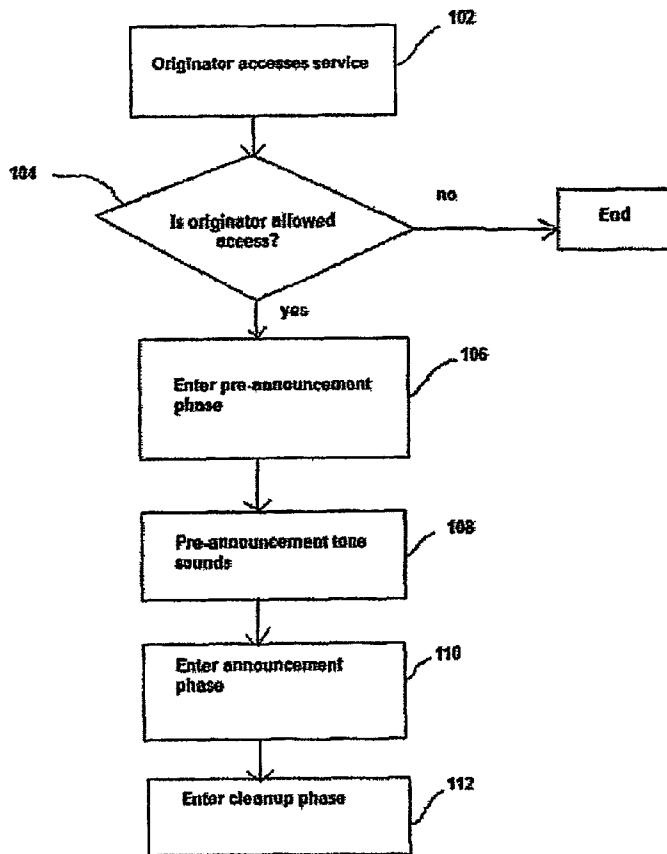 102
Originator accesses service
104
no
Is originator allowed
access?
End
yes
106
Enter pre-announcement
phase
108
Pre-announcement tone
sounds
110
Enter announcement
phase
112
Enter cleanup phase